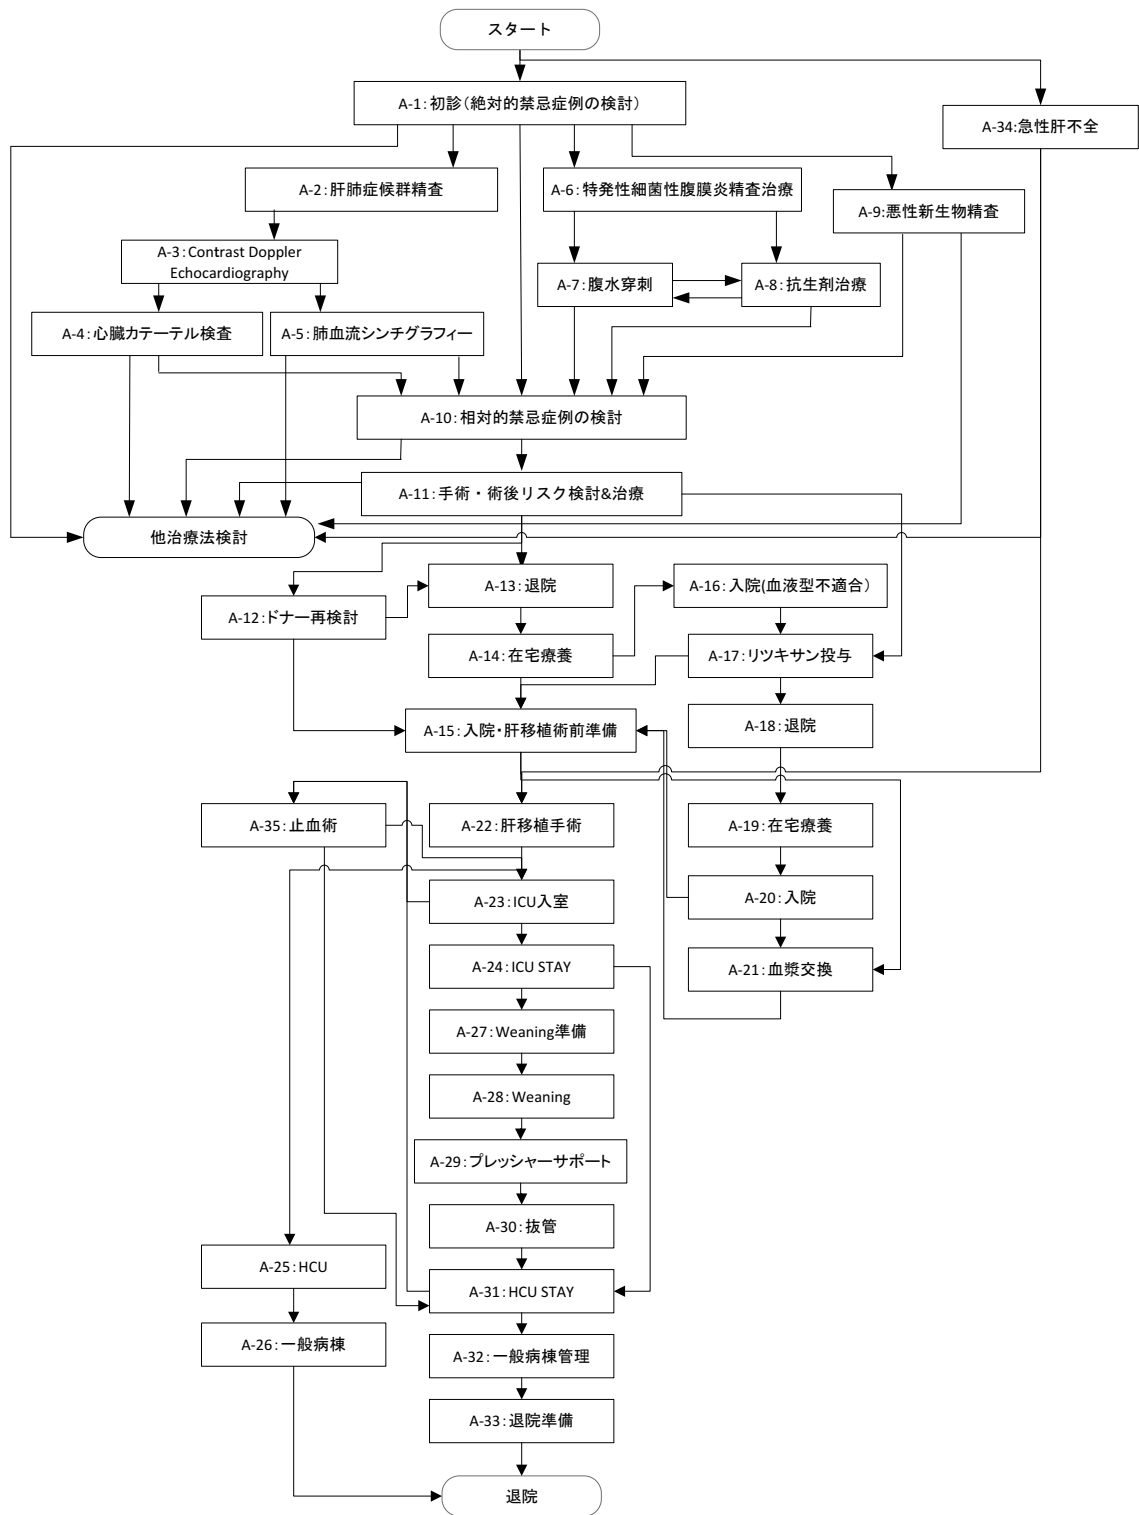 スタート
A-1：初診（絶対的禁忌症例の検討）
A-34：急性肝不全
A-2：肝肺症候群精査
A-6：特発性細菌性腹膜炎精査治療
A-9：悪性新生物精査
A-3：Contrast Doppler
Echocardiography
A-7：腹水穿刺
A-8：抗生剤治療
A-4：心臓カテーテル検査
A-5：肺血流シンチグラフィー
A-10：相対的禁忌症例の検討
A-11：手術・術後リスク検討&治療
他治療法検討
A-13：退院
A-16：入院(血液型不適合）
A-12：ドナー再検討
A-14：在宅療養
A-17：リツキサン投与
A-15：入院・肝移植術前準備
A-18：退院
A-35：止血術
A-22：肝移植手術
A-19：在宅療養
A-23：ICU入室
A-20：入院
A-24：ICU STAY
A-21：血漿交換
A-27：Weaning準備
A-28：Weaning
A-29：プレッシャーサポート
A-30：抜管
A-25：HCU
A-31：HCU STAY
A-26：一般病棟
A-32：一般病棟管理
A-33：退院準備
退院